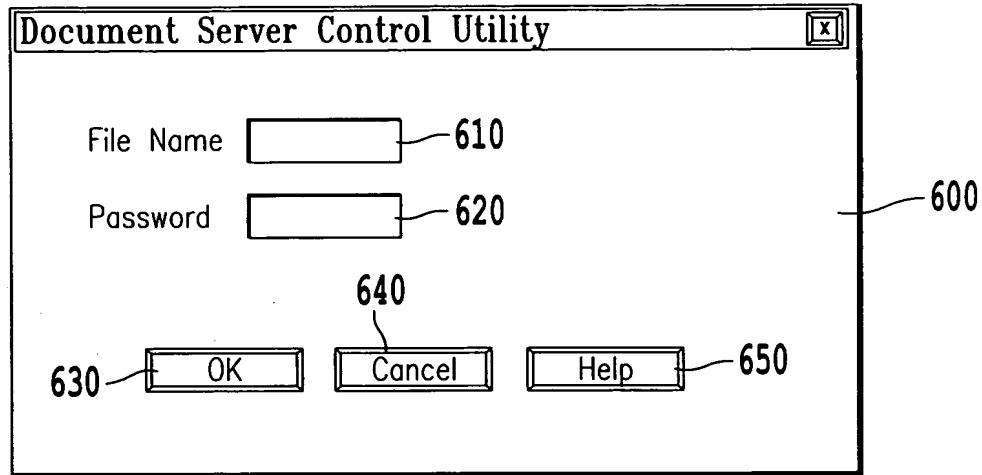 Document Server Control Utility x
File Name 610
600
Password 620
640
630 OK Cancel Help 650